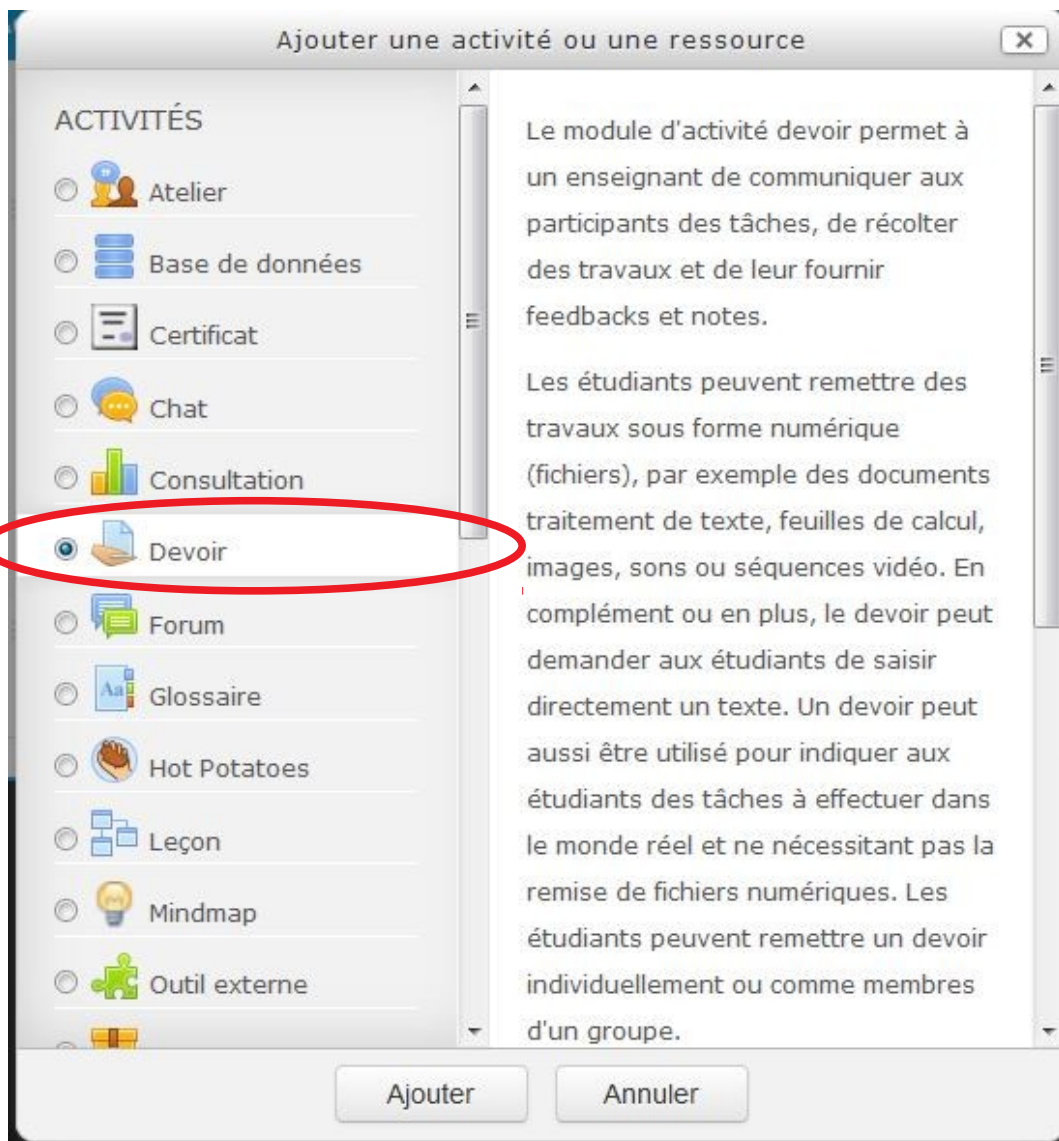 Ajouter une activité ou une ressource
ACTIVITÉS
Atelier
Base de données
Certificat
Chat
Consultation
Devoir
Forum
Aa
Glossaire
Hot Potatoes
Leçon
Mindmap
Outil externe
Le module d'activité devoir permet à
un enseignant de communiquer aux
participants des tâches, de récolter
des travaux et de leur fournir
feedbacks et notes.
Les étudiants peuvent remettre des
travaux sous forme numérique
(fichiers), par exemple des documents
traitement de texte, feuilles de calcul,
images, sons ou séquences vidéo. En
complément ou en plus, le devoir peut
demander aux étudiants de saisir
directement un texte. Un devoir peut
aussi être utilisé pour indiquer aux
étudiants des tâches à effectuer dans
le monde réel et ne nécessitant pas la
remise de fichiers numériques. Les
étudiants peuvent remettre un devoir
individuellement ou comme membres
d'un groupe.
Ajouter
Annuler